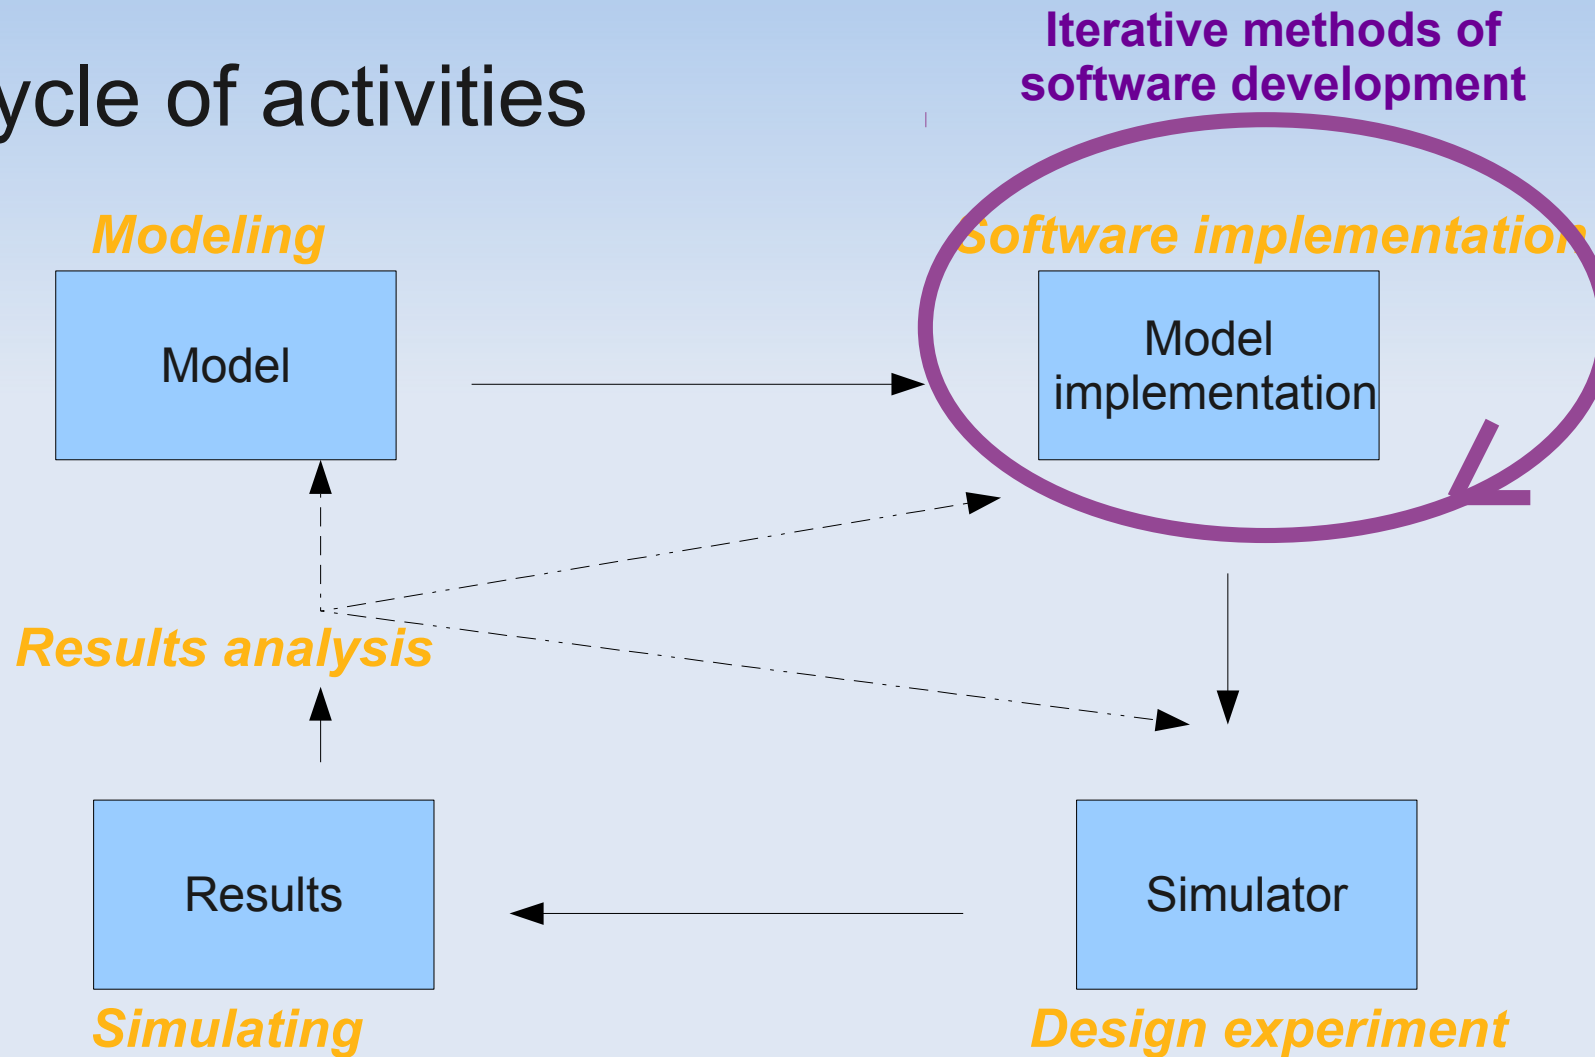 Iterative methods of
software development
ycle of activities
Modeling
Software implementation
Model
Model
implementation
Results analysis
Results
Simulator
Simulating
Design experiment